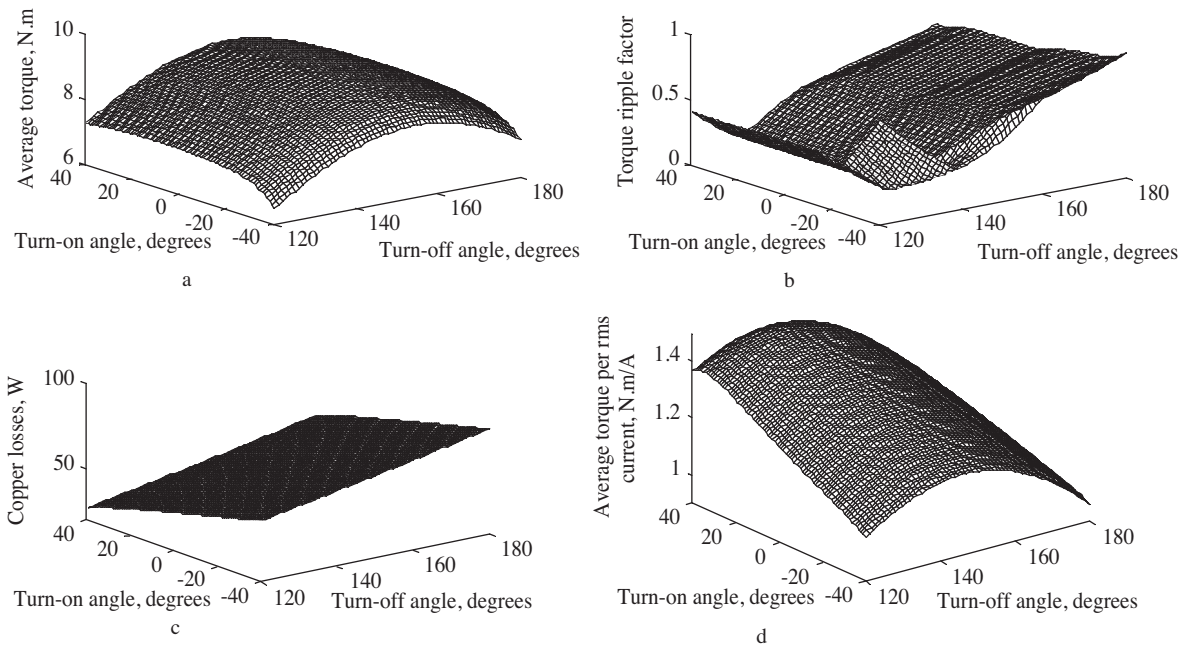 Average torque, N.m
10
8
6
40
20
0
-20
-40
120
140
160
180
Turn-on angle, degrees
Turn-off angle, degrees
a
Torque ripple factor
1
0.5
0
40
20
0
-20
-40
120
140
160
180
Turn-on angle, degrees
Turn-off angle, degrees
b
Copper losses, W
100
50
40
20
0
-20
-40
120
140
160
180
Turn-on angle, degrees
Turn-off angle, degrees
c
Average torque per rms
current, N.m/A
1.4
1.2
1
40
20
0
-20
-40
120
140
160
180
Turn-on angle, degrees
Turn-off angle, degrees
d